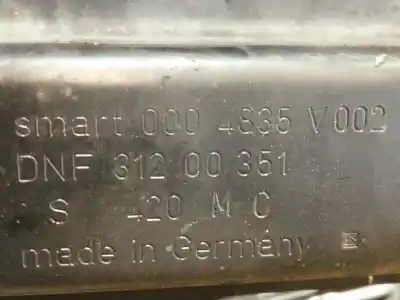 smart 000 4835 V002
DNF 312 00 351
S 420 M C
made in Germany